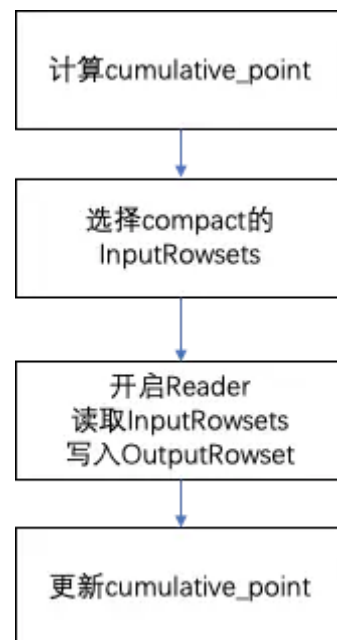 计算cumulative_point
选择compact的
InputRowsets
开启Reader
读取InputRowsets
写入OutputRowset
更新cumulative_point